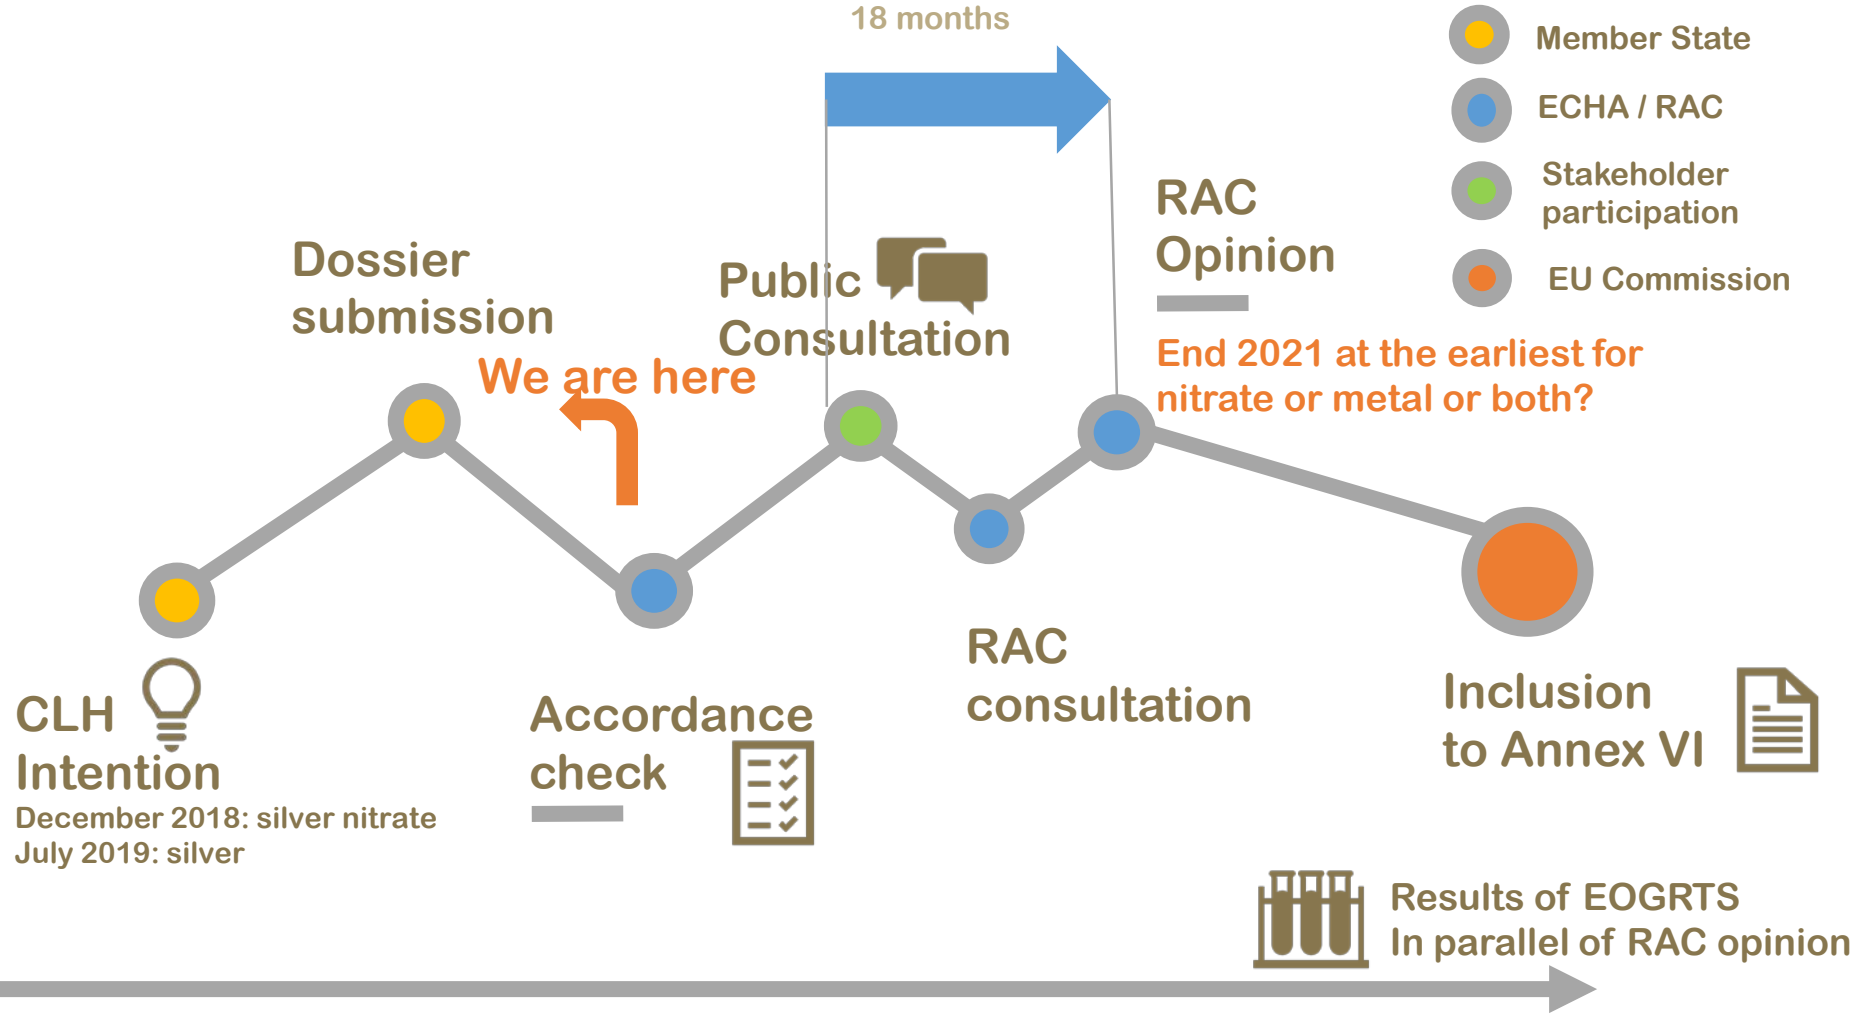 18 months
Member State
ECHA / RAC
Stakeholder
participation
EU Commission
RAC
Opinion
End 2021 at the earliest for
nitrate or metal or both?
Dossier
submission
We are here
Public
Consultation
CLH
Intention
December 2018: silver nitrate
July 2019: silver
Accordance
check
RAC
consultation
Inclusion
to Annex VI
Results of EOGRTS
In parallel of RAC opinion